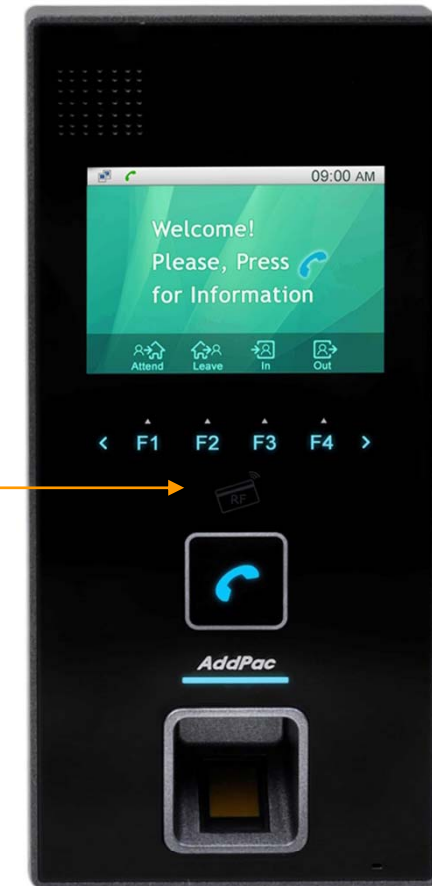 09:00 AM
Welcome!
Please, Press
for Information
Attend Leave In Out
< F1 F2 F3 F4 >
RF
AddPac